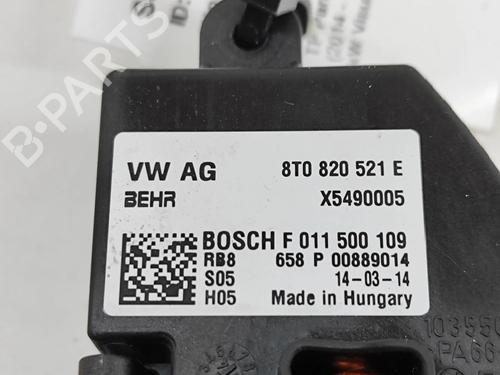 ID:
VW AG 8T0 820 521 E
BEHR X5490005
BOSCH F 011 500 109
RB8 658 P 00889014
S05 14-03-14
H05 Made in Hungary